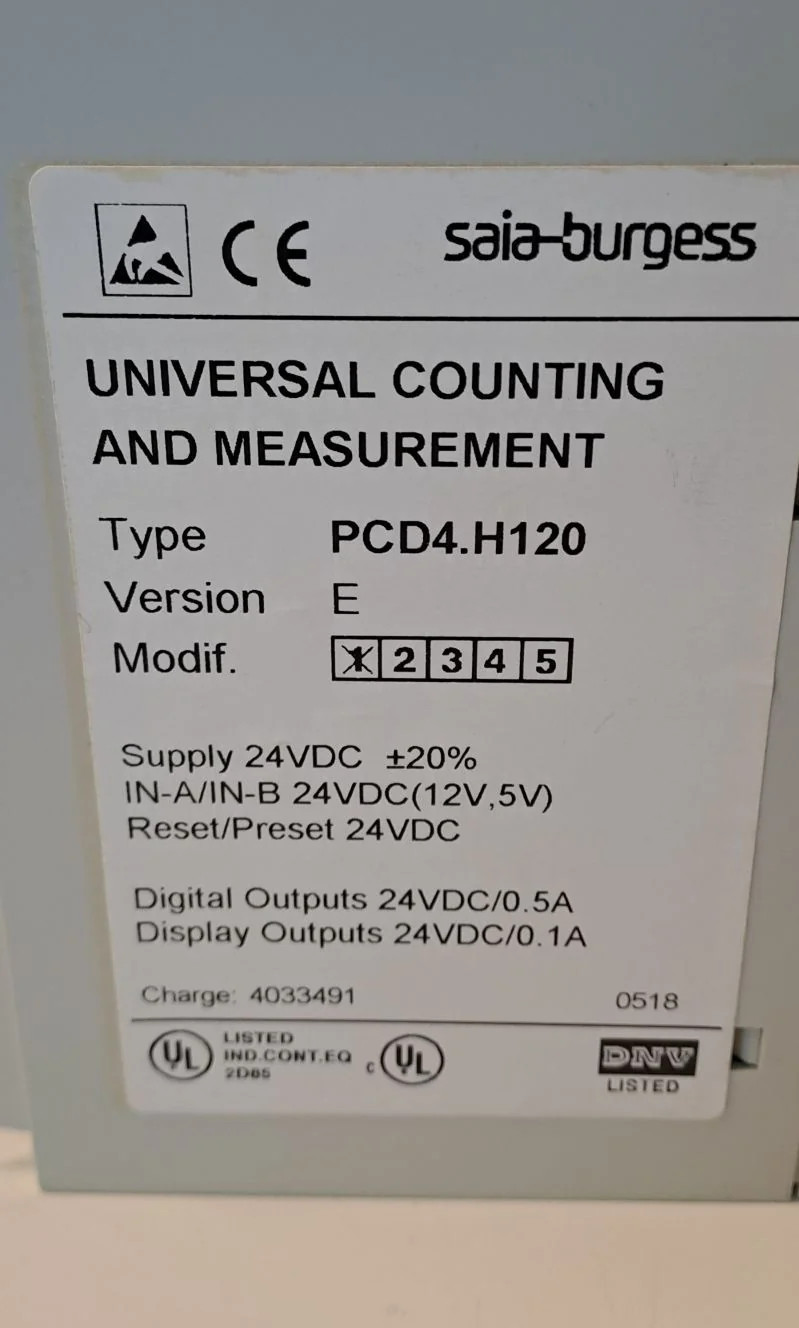 CE saia-burgess
UNIVERSAL COUNTING
AND MEASUREMENT
Type PCD4.H120
Version E
Modif. 1 2 3 4 5
Supply 24VDC ±20%
IN-A/IN-B 24VDC(12V,5V)
Reset/Preset 24VDC
Digital Outputs 24VDC/0.5A
Display Outputs 24VDC/0.1A
Charge: 4033491 0518
UL LISTED
IND.CONT.EQ
2D85
c UL
DNV
LISTED